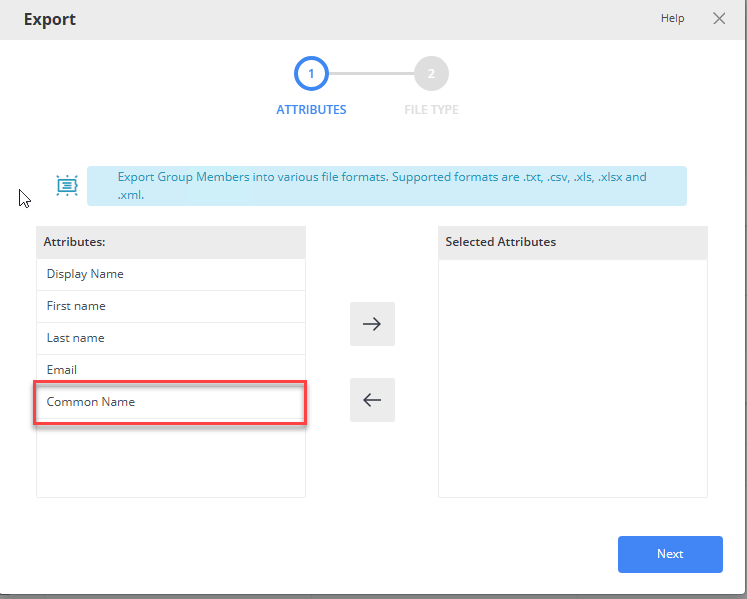 Export
Help
1
2
ATTRIBUTES
FILE TYPE
Export Group Members into various file formats. Supported formats are .txt, .csv, .xls, .xlsx and
.xml.
Attributes:
Display Name
First name
Last name
Email
Common Name
Selected Attributes
Next